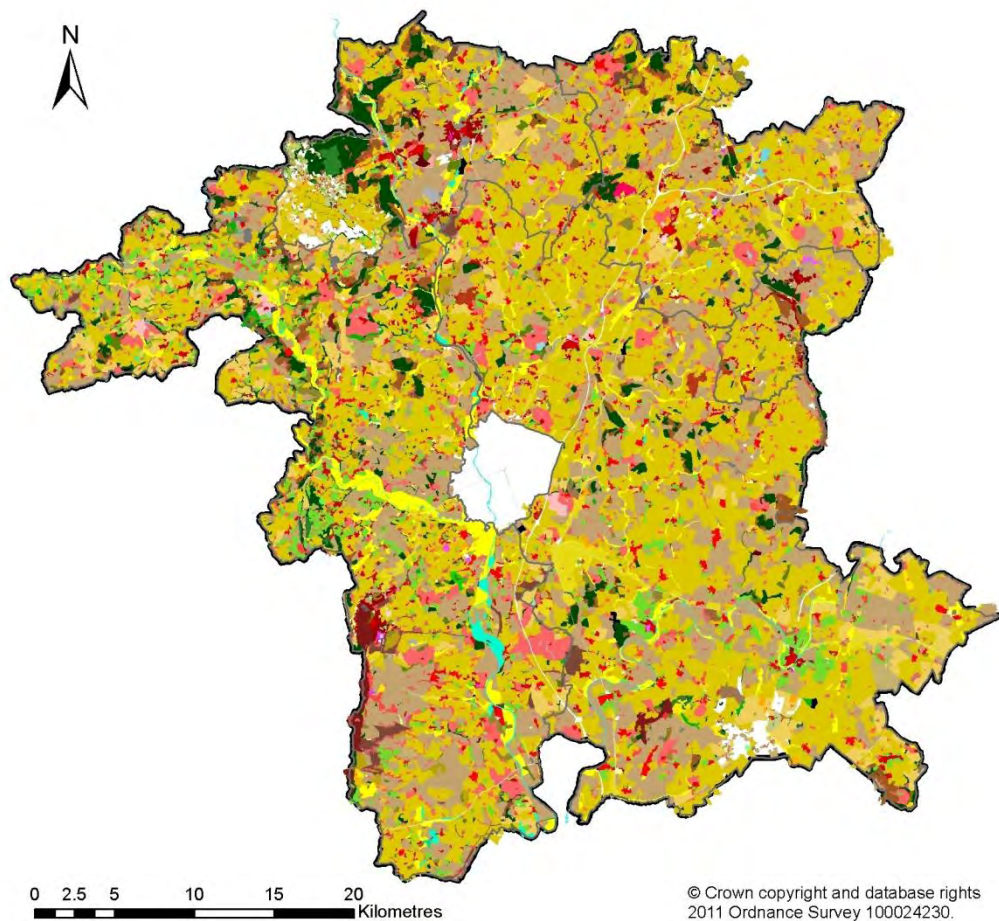 N
0 2.5 5 10 15 20
Kilometres
© Crown copyright and database rights
2011 Ordnance Survey 100024230.